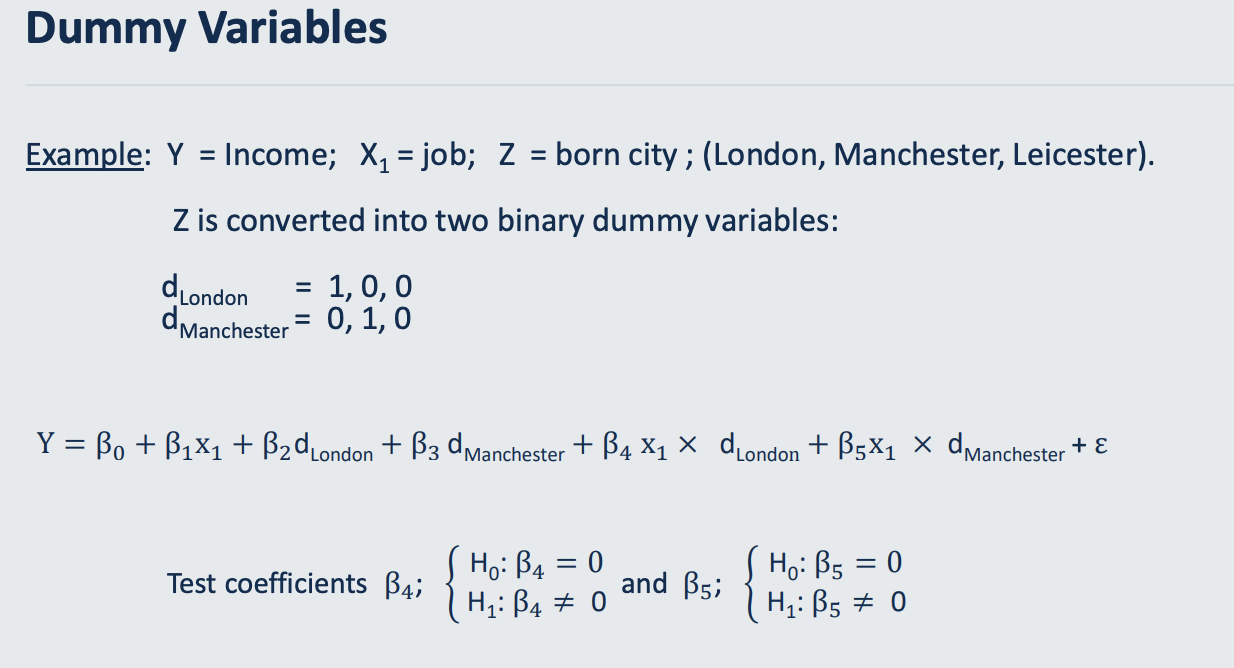 Dummy Variables
Example: Y = Income; X₁ = job; Z = born city ; (London, Manchester, Leicester).
Z is converted into two binary dummy variables:
d_London = 1, 0, 0
d_Manchester = 0, 1, 0
Y = β₀ + β₁x₁ + β₂d_London + β₃ d_Manchester + β₄ x₁ × d_London + β₅x₁ × d_Manchester + ε
Test coefficients β₄; { H₀: β₄ = 0 and β₅; { H₀: β₅ = 0
H₁: β₄ ≠ 0 H₁: β₅ ≠ 0